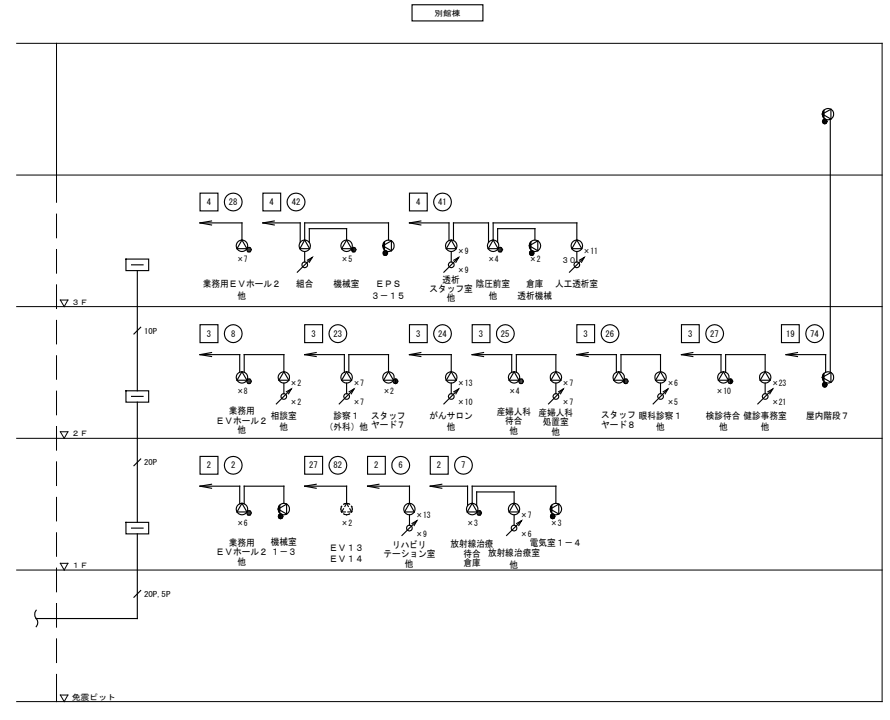 別館棟
4 28 4 42 4 41
×7 ×5 ×9 ×9 ×4 ×2 30 ×11
業務用EVホール2 他
組合
機械室
EPS
3-15
透析
スタッフ室
他
陰圧前室
他
倉庫
透析機械
人工透析室
▽3F
10P
3 8 3 23 3 24 3 25 3 26 3 27 19 74
×8 ×2 ×2 ×7 ×7 ×2 ×13 ×10 ×4 ×7 ×7 ×6 ×5 ×10 ×23 ×21
業務用
EVホール2
他
相談室
他
診察1
(外科)他
スタッフ
ヤード7
がんサロン
他
産婦人科
待合
他
産婦人科
処置室
他
スタッフ
ヤード8
眼科診察1
他
検診待合
他
健診事務室
他
屋内階段7
▽2F
20P
2 2 27 82 2 6 2 7
×6 ×2 ×13 ×9 ×3 ×7 ×6 ×3
業務用
EVホール2
他
機械室
1-3
EV13
EV14
リハビリ
テーション室
他
放射線治療
待合
倉庫
放射線治療室
他
電気室1-4
▽1F
20P,5P
▽免震ピット